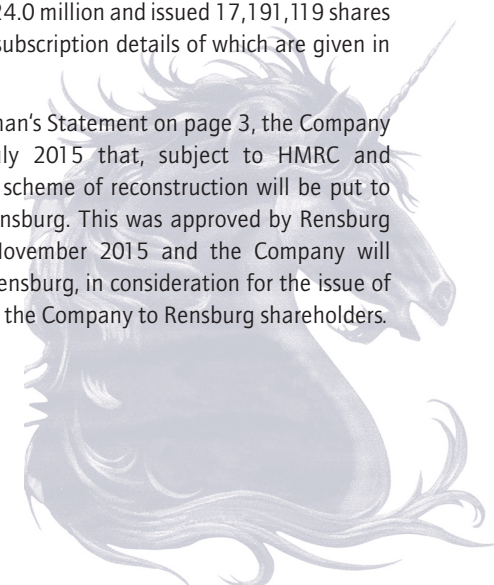 24.0 million and issued 17,191,119 shares
subscription details of which are given in
man's Statement on page 3, the Company
uly 2015 that, subject to HMRC and
scheme of reconstruction will be put to
ensburg. This was approved by Rensburg
November 2015 and the Company will
ensburg, in consideration for the issue of
the Company to Rensburg shareholders.